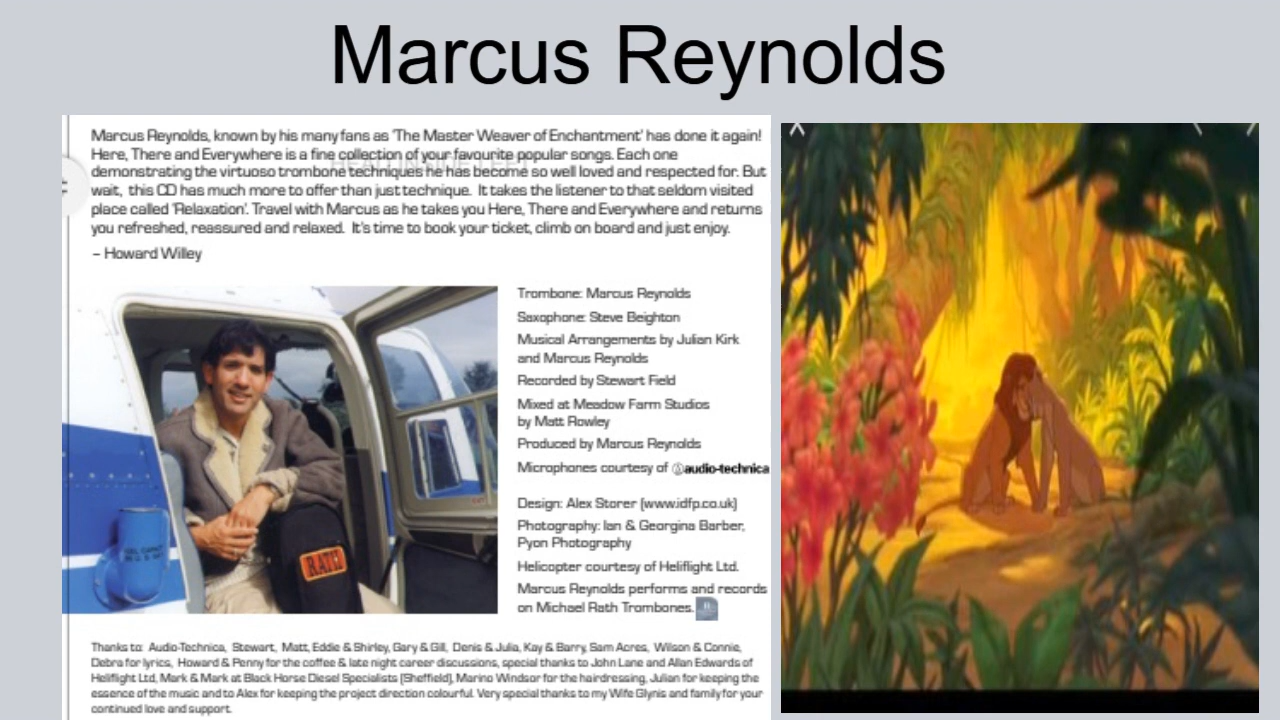 Marcus Reynolds
Marcus Reynolds, known by his many fans as 'The Master Weaver of Enchantment' has done it again!
Here, There and Everywhere is a fine collection of your favourite popular songs. Each one
demonstrating the virtuoso trombone techniques he has become so well loved and respected for. But
wait, this CD has much more to offer than just technique. It takes the listener to that seldom visited
place called 'Relaxation'. Travel with Marcus as he takes you Here, There and Everywhere and returns
you refreshed, reassured and relaxed. It's time to book your ticket, climb on board and just enjoy.
– Howard Willey
Trombone: Marcus Reynolds
Saxophone: Steve Beighton
Musical Arrangements by Julian Kirk
and Marcus Reynolds
Recorded by Stewart Field
Mixed at Meadow Farm Studios
by Matt Rowley
Produced by Marcus Reynolds
Microphones courtesy of audio-technica
Design: Alex Storer (www.idfp.co.uk)
Photography: Ian & Georgina Barber,
Pyon Photography
Helicopter courtesy of Heliflight Ltd.
Marcus Reynolds performs and records
on Michael Rath Trombones.
RATH
Thanks to: Audio-Technica, Stewart, Matt, Eddie & Shirley, Gary & Gill, Denis & Julia, Kay & Barry, Sam Acres, Wilson & Connie,
Debra for lyrics, Howard & Penny for the coffee & late night career discussions, special thanks to John Lane and Allan Edwards of
Heliflight Ltd, Mark & Mark at Black Horse Diesel Specialists (Sheffield), Marino Windsor for the hairdressing, Julian for keeping the
essence of the music and to Alex for keeping the project direction colourful. Very special thanks to my Wife Glynis and family for your
continued love and support.